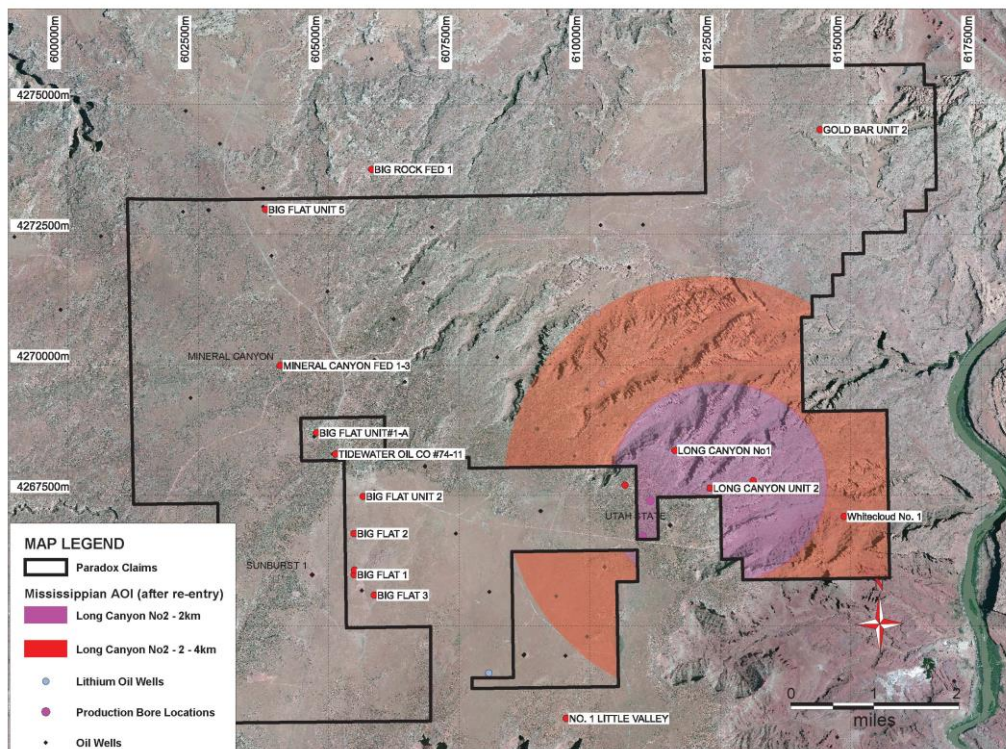 600000m
602500m
605000m
607500m
610000m
612500m
615000m
617500m
4275000m
GOLD BAR UNIT 2
BIG ROCK FED 1
BIG FLAT UNIT 5
4272500m
4270000m
MINERAL CANYON
MINERAL CANYON FED 1-3
BIG FLAT UNIT#1-A
TIDEWATER OIL CO #74-11
LONG CANYON No1
4267500m
BIG FLAT UNIT 2
LONG CANYON UNIT 2
UTAH STATE
Whitecloud No. 1
BIG FLAT 2
SUNBURST 1
BIG FLAT 1
BIG FLAT 3
NO. 1 LITTLE VALLEY
MAP LEGEND
Paradox Claims
Mississippian AOI (after re-entry)
Long Canyon No2 - 2km
Long Canyon No2 - 2 - 4km
Lithium Oil Wells
Production Bore Locations
Oil Wells
N
0 1 2
miles